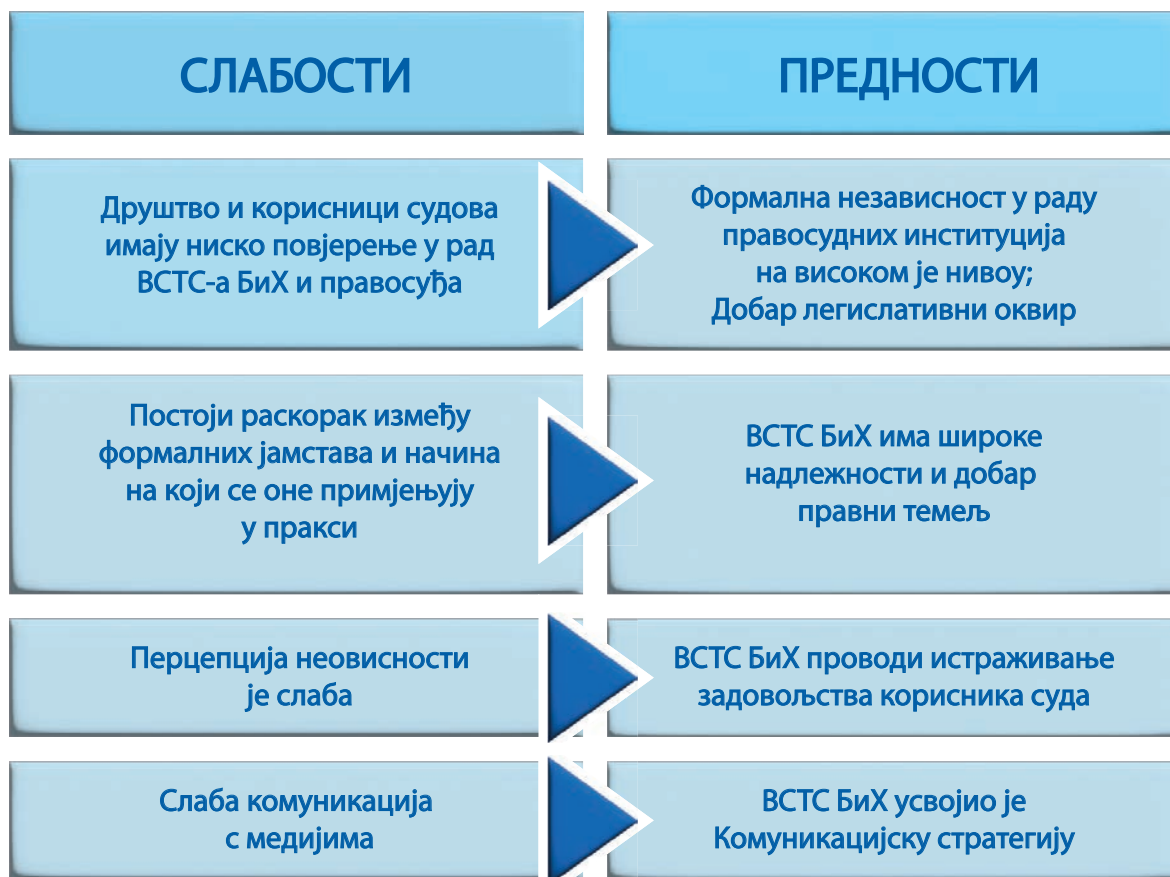 СЛАБОСТИ
ПРЕДНОСТИ
Друштво и корисници судова
имају ниско повјерење у рад
ВСТС-а БиХ и правосуђа
Формална независност у раду
правосудних институција
на високом је нивоу;
Добар легислативни оквир
Постоји раскорак између
формалних јамстава и начина
на који се оне примјењују
у пракси
ВСТС БиХ има широке
надлежности и добар
правни темељ
Перцепција неовисности
је слаба
ВСТС БиХ проводи истраживање
задовољства корисника суда
Слаба комуникација
с медијима
ВСТС БиХ усвојио је
Комуникацијску стратегију